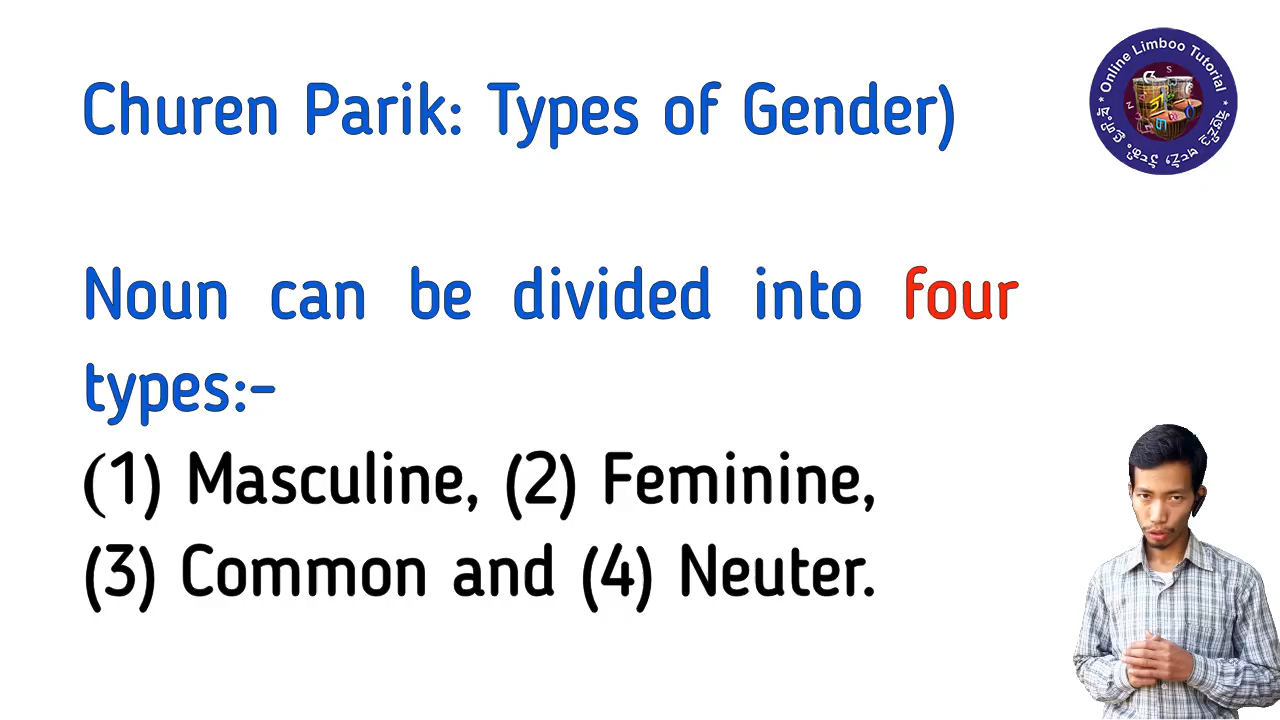 Churen Parik: Types of Gender)
Noun can be divided into four
types:-
(1) Masculine, (2) Feminine,
(3) Common and (4) Neuter.
* Online Limboo Tutorial *